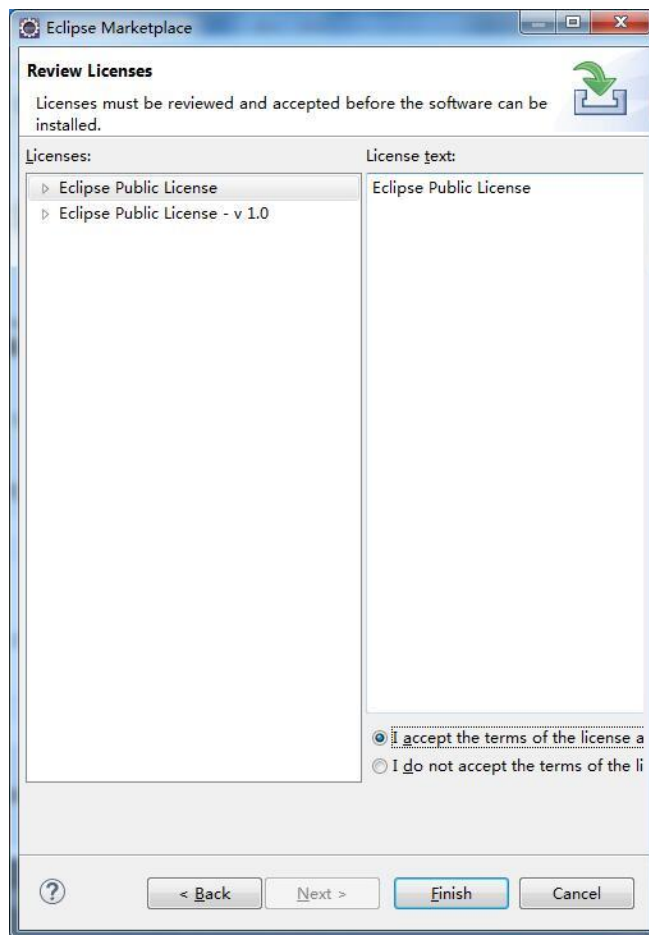 Eclipse Marketplace
Review Licenses
Licenses must be reviewed and accepted before the software can be
installed.
Licenses:
Eclipse Public License
Eclipse Public License - v 1.0
License text:
Eclipse Public License
I accept the terms of the license a
I do not accept the terms of the li
< Back
Next >
Finish
Cancel